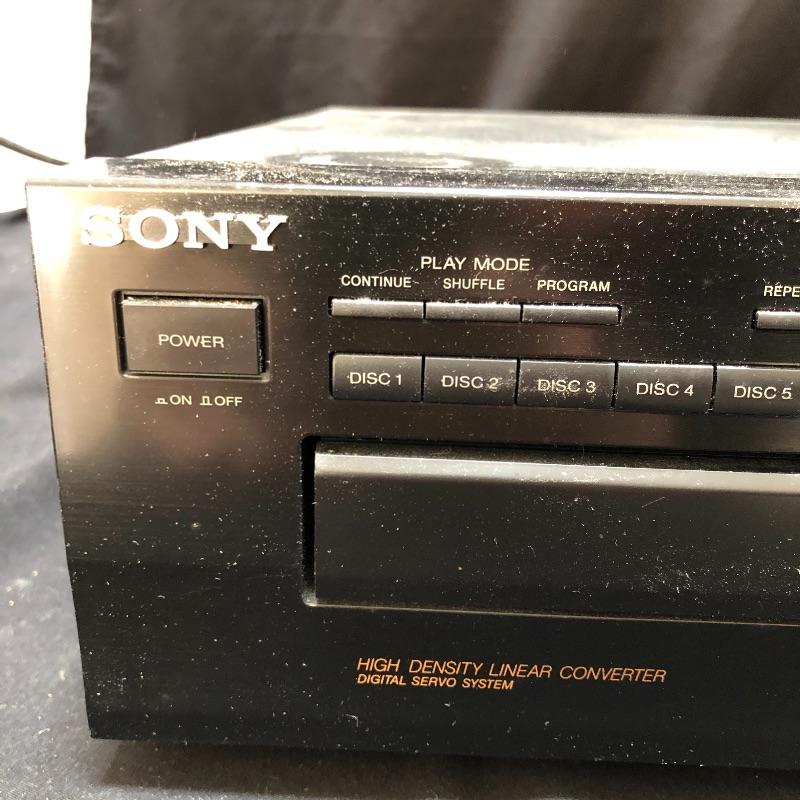 SONY
PLAY MODE
CONTINUE SHUFFLE PROGRAM
POWER
DISC 1 DISC 2 DISC 3 DISC 4 DISC 5
ON OFF
HIGH DENSITY LINEAR CONVERTER
DIGITAL SERVO SYSTEM